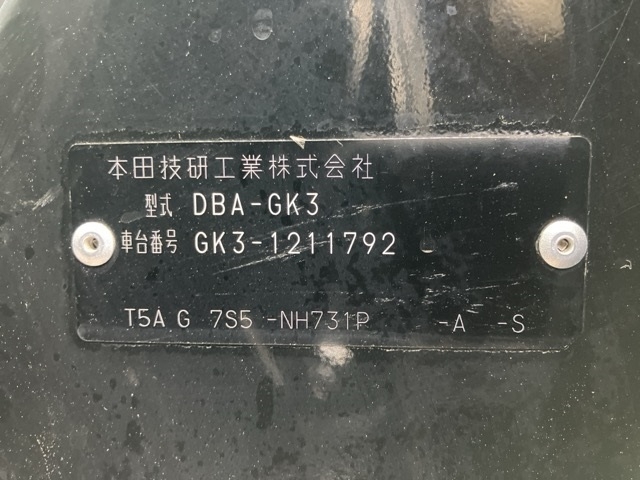 本田技研工業株式会社
型式 DBA-GK3
車台番号 GK3-1211792
T5A G 7S5 -NH731P -A -S